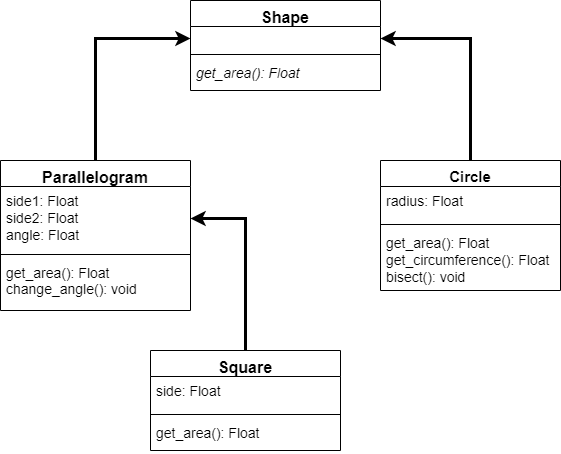 Shape
get_area(): Float
Parallelogram
side1: Float
side2: Float
angle: Float
get_area(): Float
change_angle(): void
Circle
radius: Float
get_area(): Float
get_circumference(): Float
bisect(): void
Square
side: Float
get_area(): Float